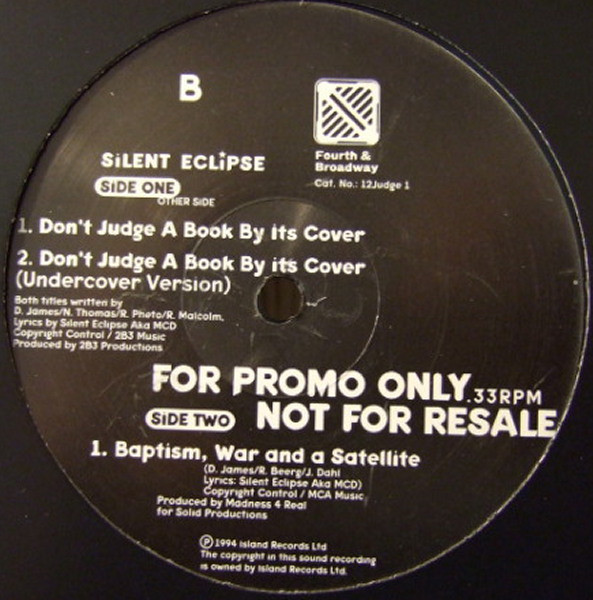 B
SiLENT ECLiPSE
Fourth &
Broadway
SiDE ONE
OTHER SIDE
Cat. No.: 12Judge 1
1. Don't Judge A Book By its Cover
2. Don't Judge A Book By its Cover
(Undercover Version)
Both titles written by
D. James/N. Thomas/R. Pheto/R. Malcolm.
Lyrics by Silent Eclipse Aka MCD
Copyright Control / 2B3 Music
Produced by 2B3 Productions
FOR PROMO ONLY.33RPM
SiDE TWO NOT FOR RESALE
1. Baptism, War and a Satellite
(D. James/R. Beerg/J. Dahl
Lyrics: Silent Eclipse Aka MCD)
Copyright Control / MCA Music
Produced by Madness 4 Real
for Solid Productions
Ⓟ1994 island Records Ltd
The copyright in this sound recording
is owned by island Records Ltd.